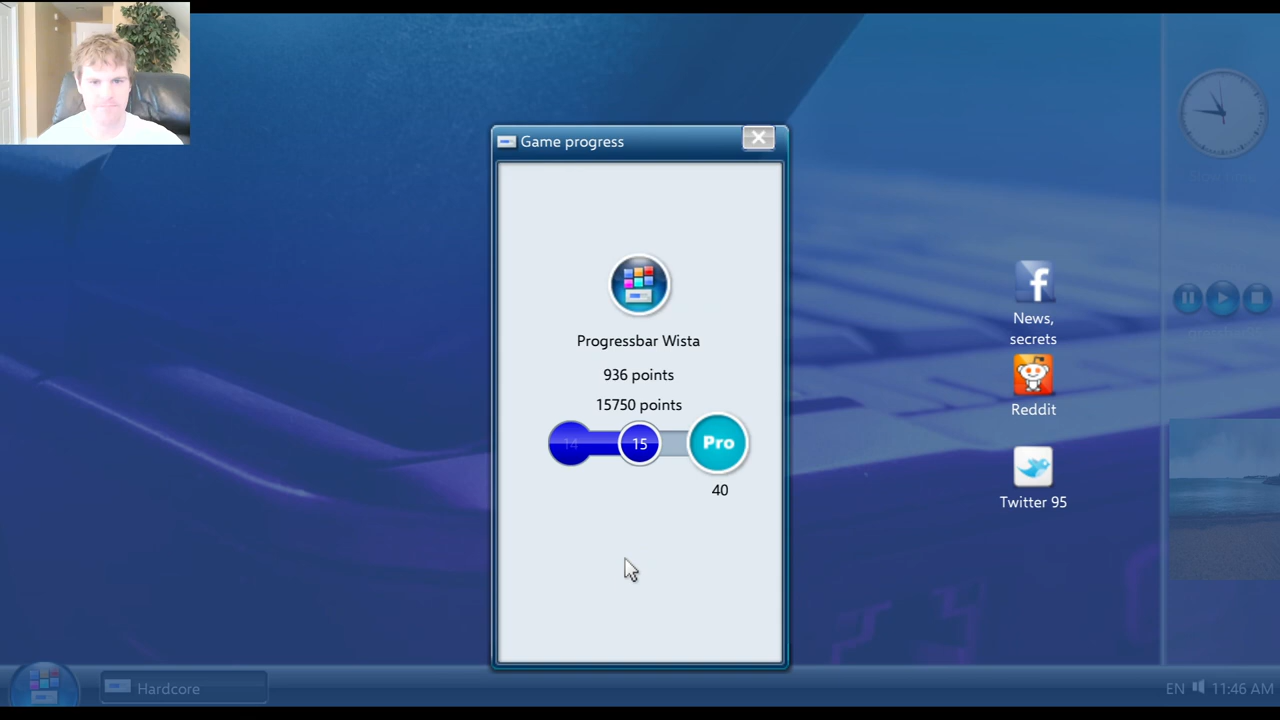 Game progress
Progressbar Wista
936 points
15750 points
14
15
Pro
40
News,
secrets
Reddit
Twitter 95
Hardcore
EN
11:46 AM